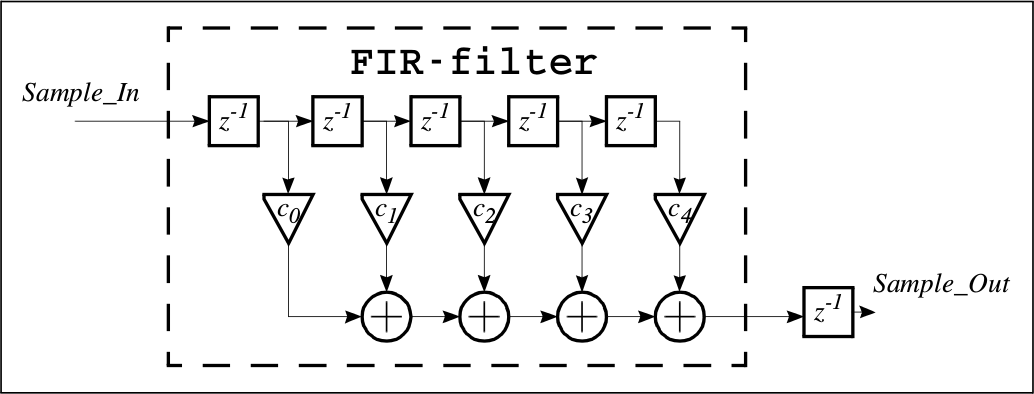 FIR-filter
Sample_In
z-1 z-1 z-1 z-1 z-1
c0 c1 c2 c3 c4
Sample_Out
z-1